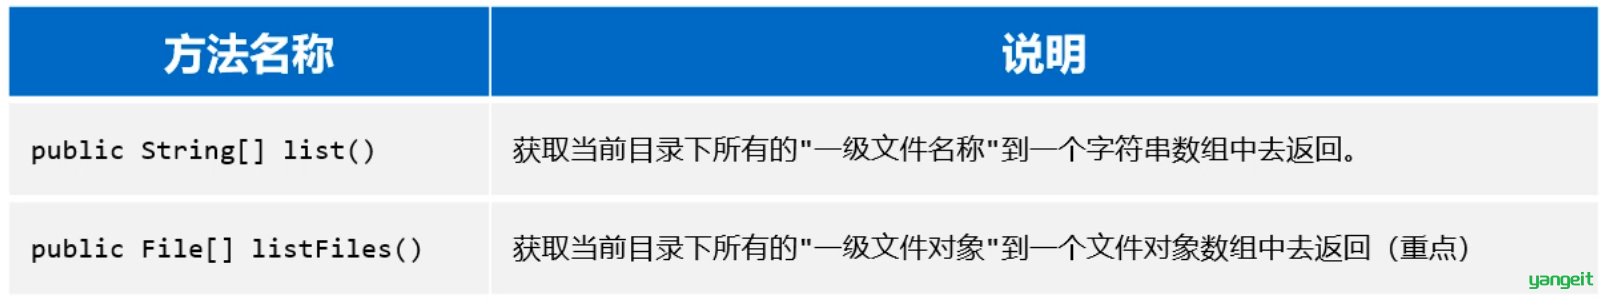 方法名称 说明
public String[] list() 获取当前目录下所有的"一级文件名称"到一个字符串数组中去返回。
public File[] listFiles() 获取当前目录下所有的"一级文件对象"到一个文件对象数组中去返回（重点）
yangeit